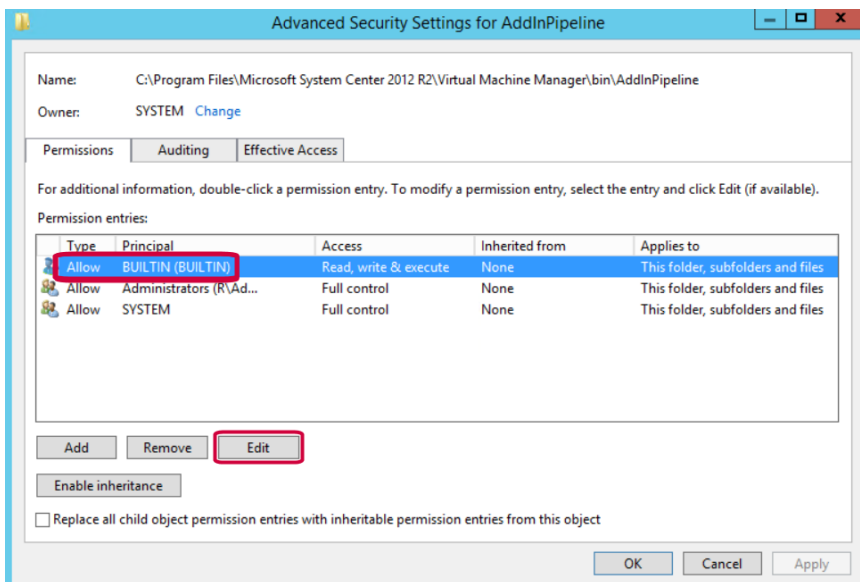 Advanced Security Settings for AddInPipeline
Name: C:\Program Files\Microsoft System Center 2012 R2\Virtual Machine Manager\bin\AddInPipeline
Owner: SYSTEM Change
Permissions Auditing Effective Access
For additional information, double-click a permission entry. To modify a permission entry, select the entry and click Edit (if available).
Permission entries:
Type Principal Access Inherited from Applies to
Allow BUILTIN (BUILTIN) Read, write & execute None This folder, subfolders and files
Allow Administrators (R\Ad... Full control None This folder, subfolders and files
Allow SYSTEM Full control None This folder, subfolders and files
Add Remove Edit
Enable inheritance
Replace all child object permission entries with inheritable permission entries from this object
OK Cancel Apply